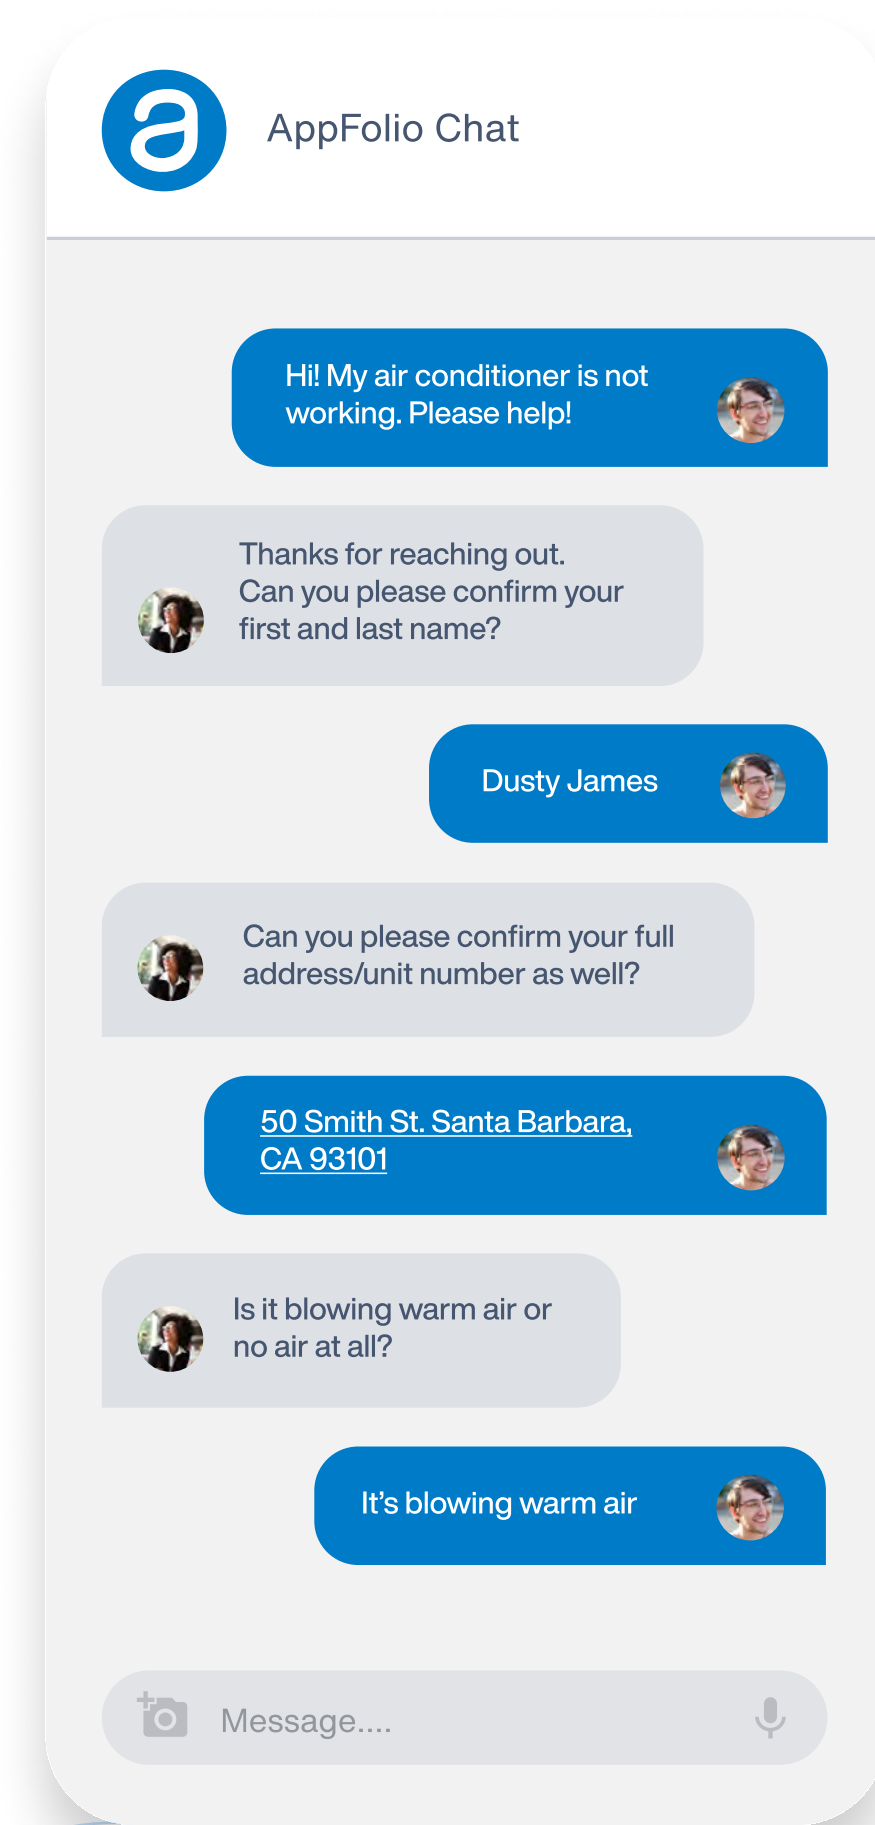 a
AppFolio Chat
Hi! My air conditioner is not
working. Please help!
Thanks for reaching out.
Can you please confirm your
first and last name?
Dusty James
Can you please confirm your full
address/unit number as well?
50 Smith St. Santa Barbara,
CA 93101
Is it blowing warm air or
no air at all?
It’s blowing warm air
Message....